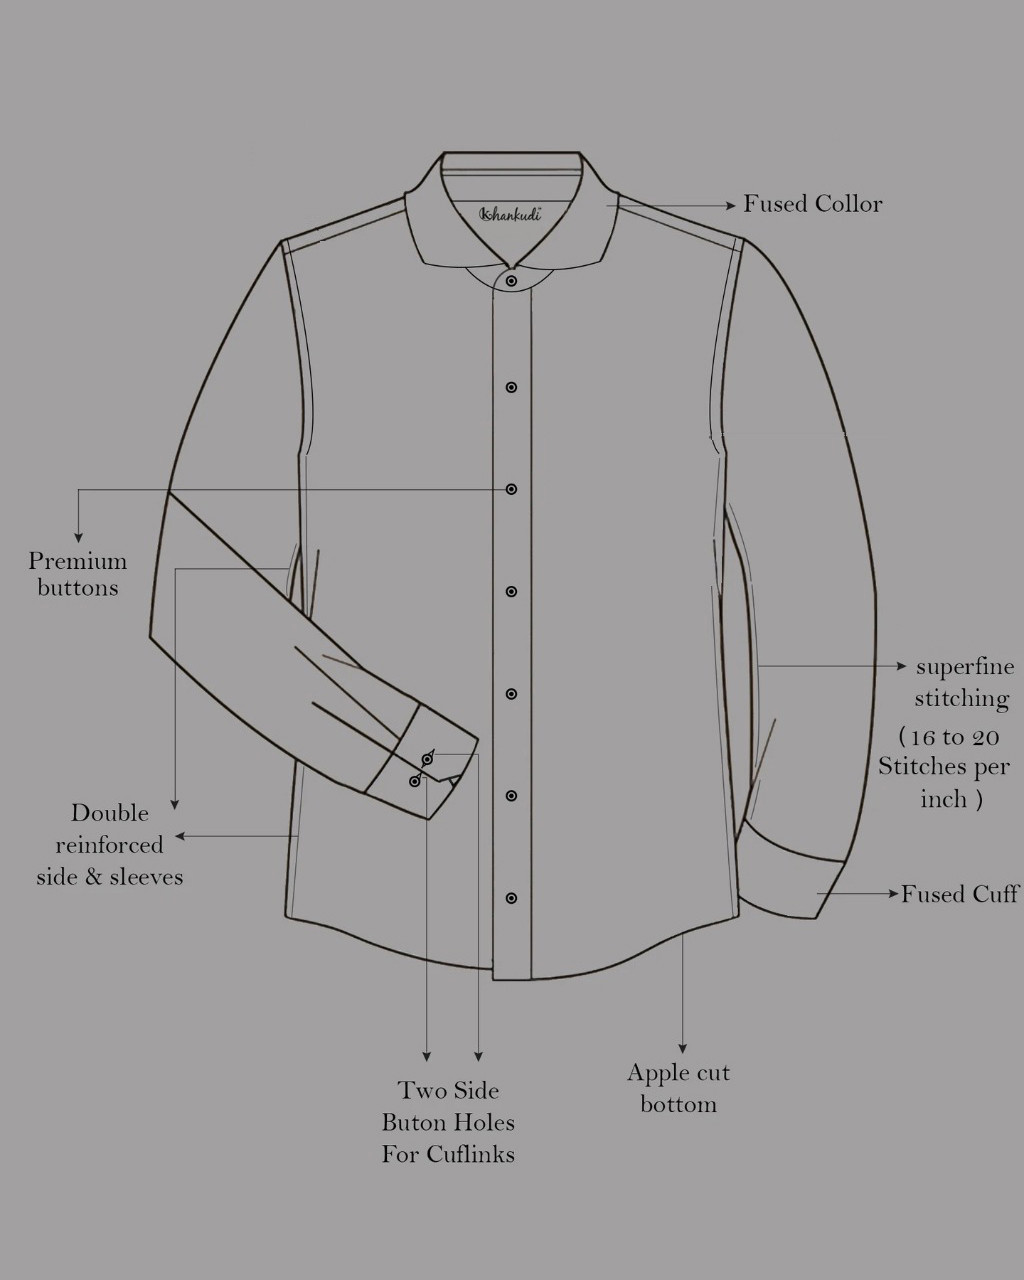 Khankudi
Fused Collor
Premium
buttons
superfine
stitching
(16 to 20
Stitches per
inch )
Double
reinforced
side & sleeves
Fused Cuff
Two Side
Buton Holes
For Cuflinks
Apple cut
bottom